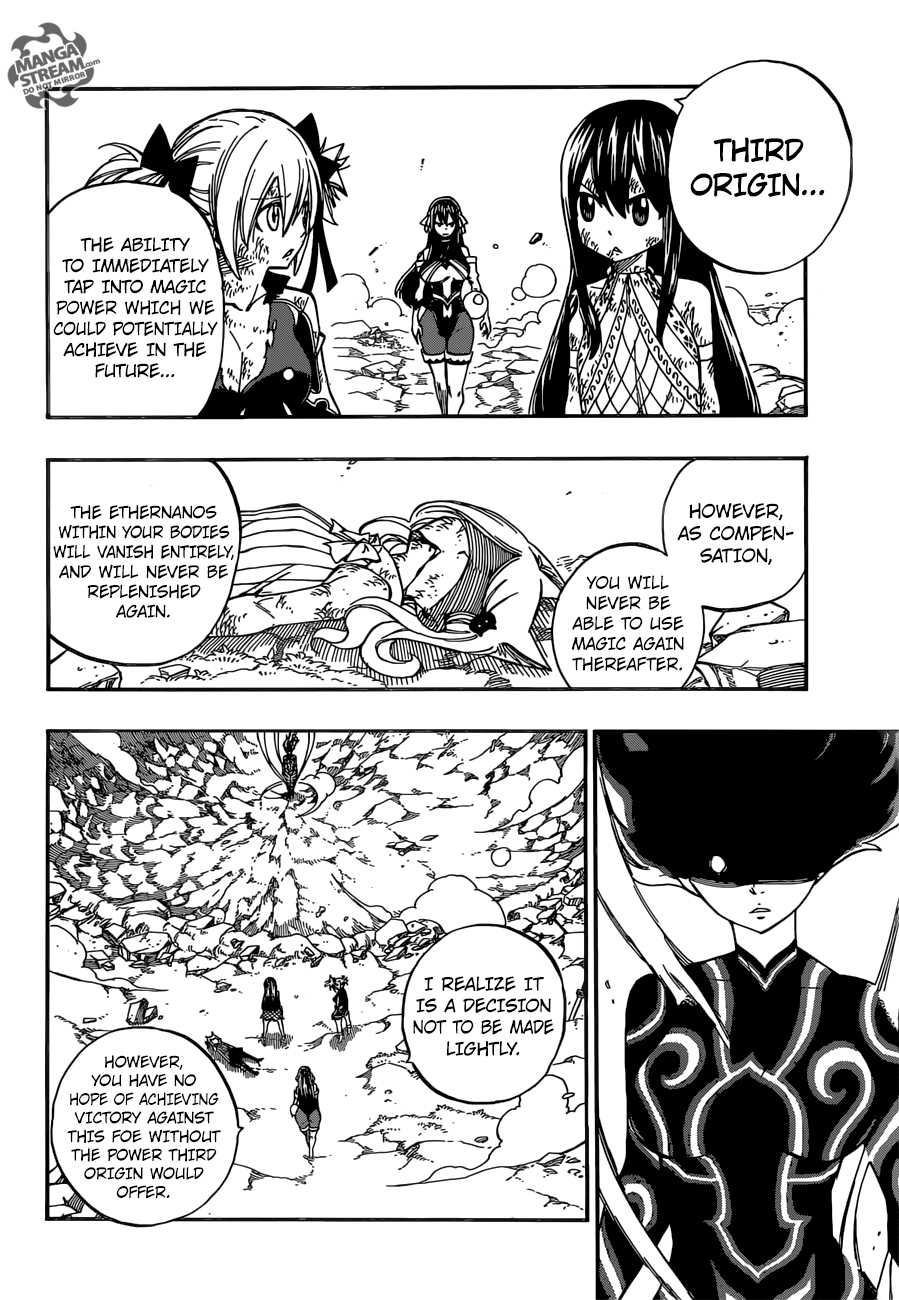 MANGA
STREAM.com
DO NOT MIRROR
THIRD
ORIGIN...
THE ABILITY
TO IMMEDIATELY
TAP INTO MAGIC
POWER WHICH WE
COULD POTENTIALLY
ACHIEVE IN THE
FUTURE...
HOWEVER,
AS COMPEN-
SATION,
YOU WILL
NEVER BE
ABLE TO USE
MAGIC AGAIN
THEREAFTER.
THE ETHERNANOS
WITHIN YOUR BODIES
WILL VANISH ENTIRELY,
AND WILL NEVER BE
REPLENISHED
AGAIN.
I REALIZE IT
IS A DECISION
NOT TO BE MADE
LIGHTLY.
HOWEVER,
YOU HAVE NO
HOPE OF ACHIEVING
VICTORY AGAINST
THIS FOE WITHOUT
THE POWER THIRD
ORIGIN WOULD
OFFER.